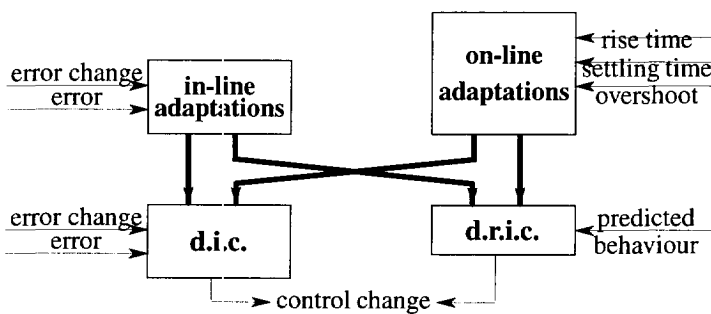 error change
error
in-line
adaptations
on-line
adaptations
rise time
settling time
overshoot
error change
error
d.i.c.
d.r.i.c.
predicted
behaviour
control change